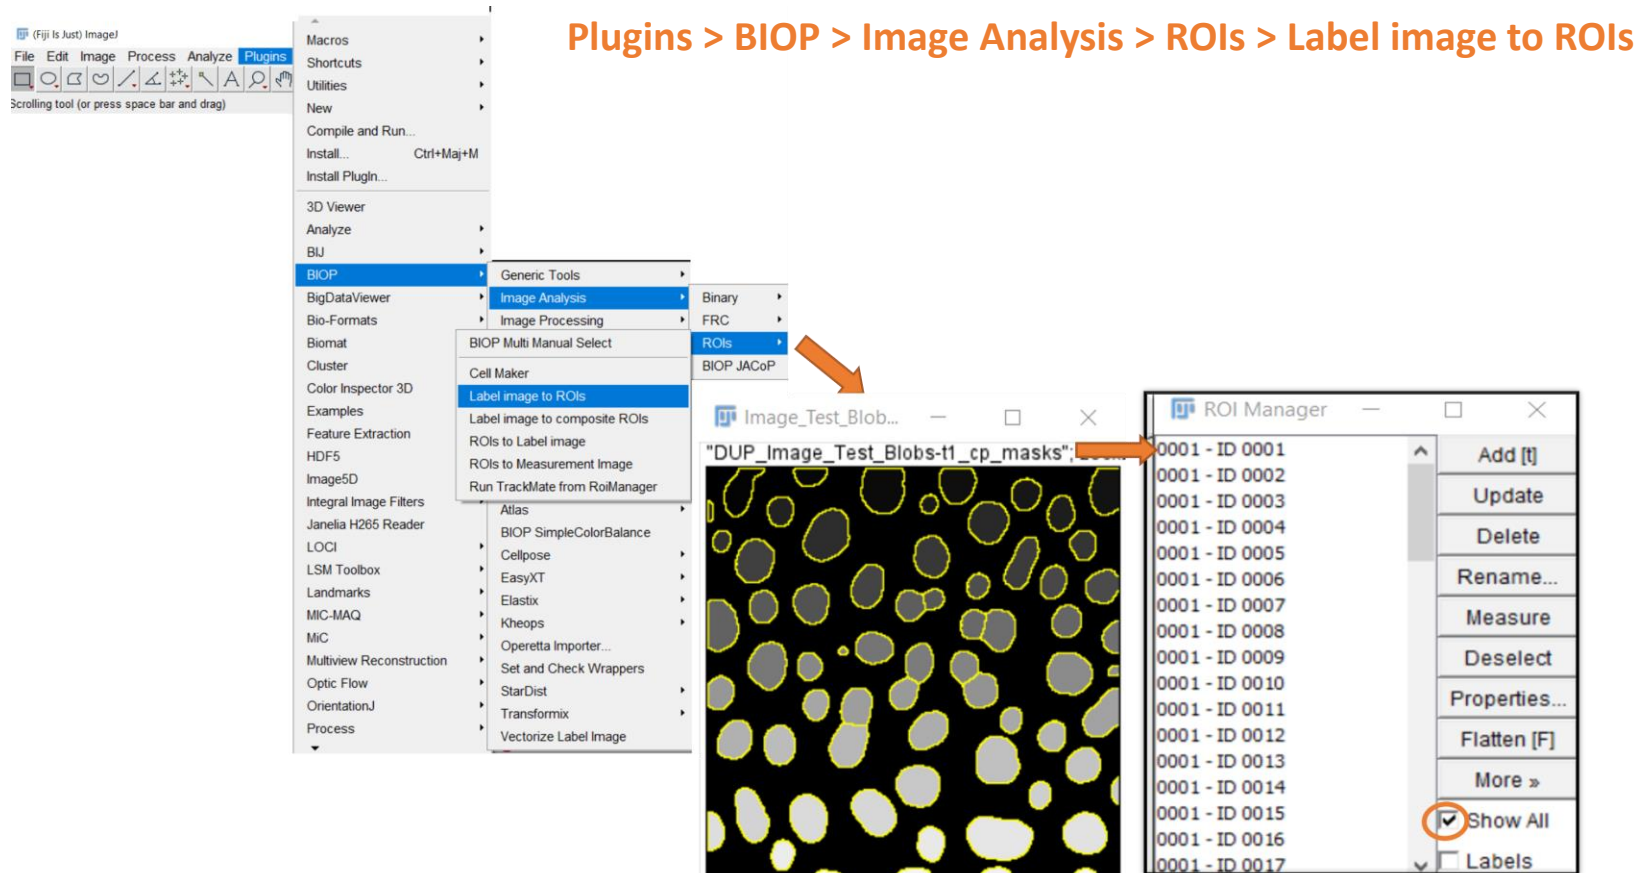 Plugins > BIOP > Image Analysis > ROIs > Label image to ROIs
(Fiji Is Just) ImageJ
File Edit Image Process Analyze Plugins
A
Scrolling tool (or press space bar and drag)
Macros
Shortcuts
Utilities
New
Compile and Run...
Install... Ctrl+Maj+M
Install PlugIn...
3D Viewer
Analyze
BIJ
BIOP
BigDataViewer
Bio-Formats
Biomat
Cluster
Color Inspector 3D
Examples
Feature Extraction
HDF5
Image5D
Integral Image Filters
Janelia H265 Reader
LOCI
LSM Toolbox
Landmarks
MIC-MAQ
MiC
Multiview Reconstruction
Optic Flow
OrientationJ
Process
Generic Tools
Image Analysis
Image Processing
BIOP Multi Manual Select
Cell Maker
Label image to ROIs
Label image to composite ROIs
ROIs to Label image
ROIs to Measurement Image
Run TrackMate from RoiManager
Atlas
BIOP SimpleColorBalance
Cellpose
EasyXT
Elastix
Kheops
Operetta Importer...
Set and Check Wrappers
StarDist
Transformix
Vectorize Label Image
Binary
FRC
ROIs
BIOP JACoP
Image_Test_Blob...
"DUP_Image_Test_Blobs-t1_cp_masks";
ROI Manager
0001 - ID 0001
0001 - ID 0002
0001 - ID 0003
0001 - ID 0004
0001 - ID 0005
0001 - ID 0006
0001 - ID 0007
0001 - ID 0008
0001 - ID 0009
0001 - ID 0010
0001 - ID 0011
0001 - ID 0012
0001 - ID 0013
0001 - ID 0014
0001 - ID 0015
0001 - ID 0016
0001 - ID 0017
Add [t]
Update
Delete
Rename...
Measure
Deselect
Properties...
Flatten [F]
More »
Show All
Labels